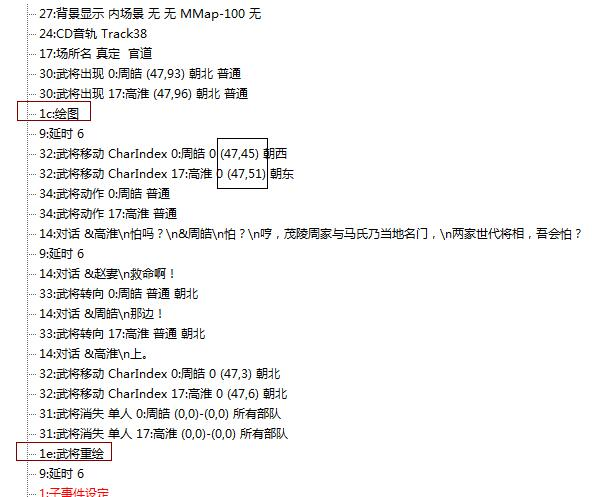 27:背景显示 内场景 无 无 MMap-100 无
24:CD音轨 Track38
17:场所名 真定  官道
30:武将出现 0:周皓 (47,93) 朝北 普通
30:武将出现 17:高淮 (47,96) 朝北 普通
1c:绘图
9:延时 6
32:武将移动 CharIndex 0:周皓 0 (47,45) 朝西
32:武将移动 CharIndex 17:高淮 0 (47,51) 朝东
34:武将动作 0:周皓 普通
34:武将动作 17:高淮 普通
14:对话 &高淮\n怕吗？\n&周皓\n怕？\n哼，茂陵周家与马氏乃当地名门，\n两家世代将相，吾会怕？
9:延时 6
14:对话 &赵妻\n救命啊！
33:武将转向 0:周皓 普通 朝北
14:对话 &周皓\n那边！
33:武将转向 17:高淮 普通 朝北
14:对话 &高淮\n上。
32:武将移动 CharIndex 0:周皓 0 (47,3) 朝北
32:武将移动 CharIndex 17:高淮 0 (47,6) 朝北
31:武将消失 单人 0:周皓 (0,0)-(0,0) 所有部队
31:武将消失 单人 17:高淮 (0,0)-(0,0) 所有部队
1e:武将重绘
9:延时 6
1:子事件设定